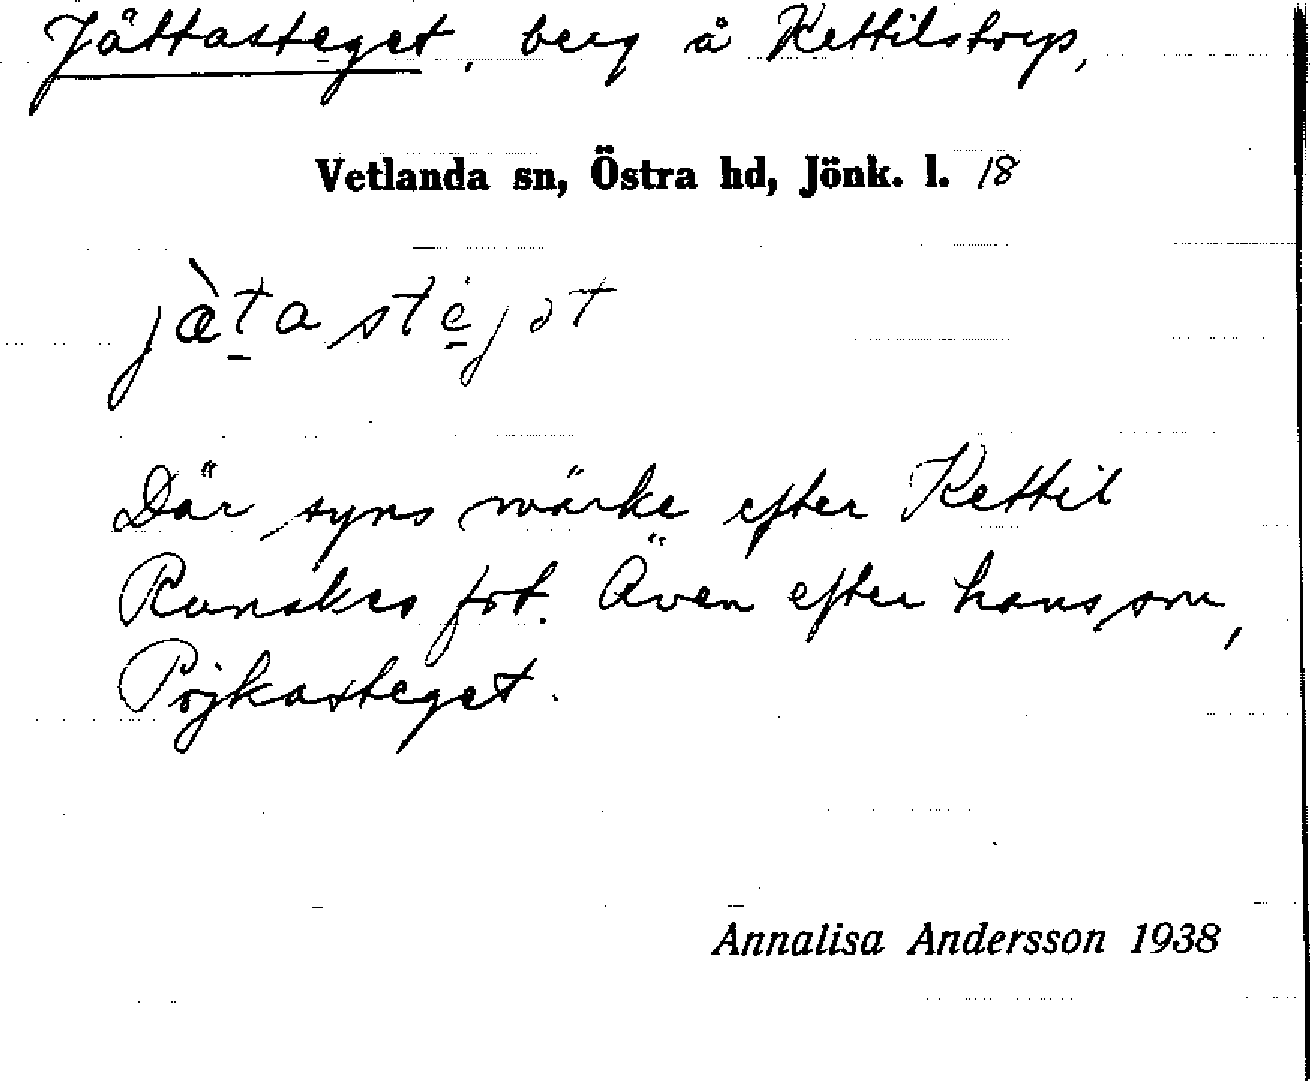 Jättasteget, berg å Kettilstorp,
Vetlanda sn, Östra hd, Jönk. l. 18
jàtastejət
Där syns märke efter Kettil
Runskes fot. Även efter hans son,
Pojkasteget.
Annalisa Andersson 1938